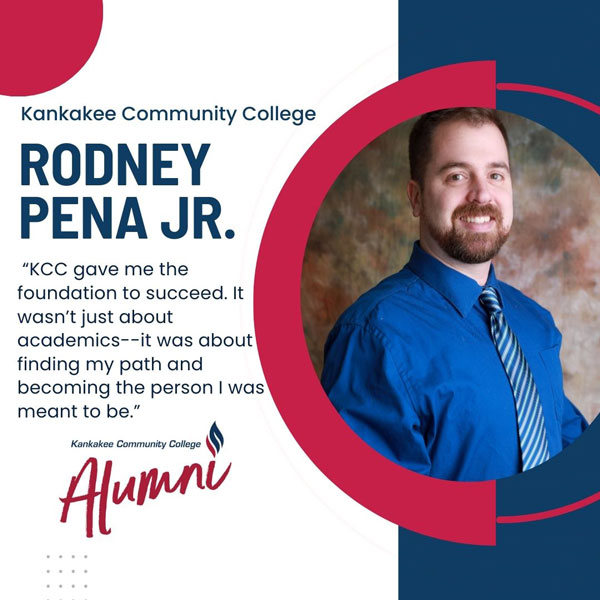 Kankakee Community College
RODNEY
PENA JR.
“KCC gave me the
foundation to succeed. It
wasn’t just about
academics--it was about
finding my path and
becoming the person I was
meant to be.”
Kankakee Community College
Alumni